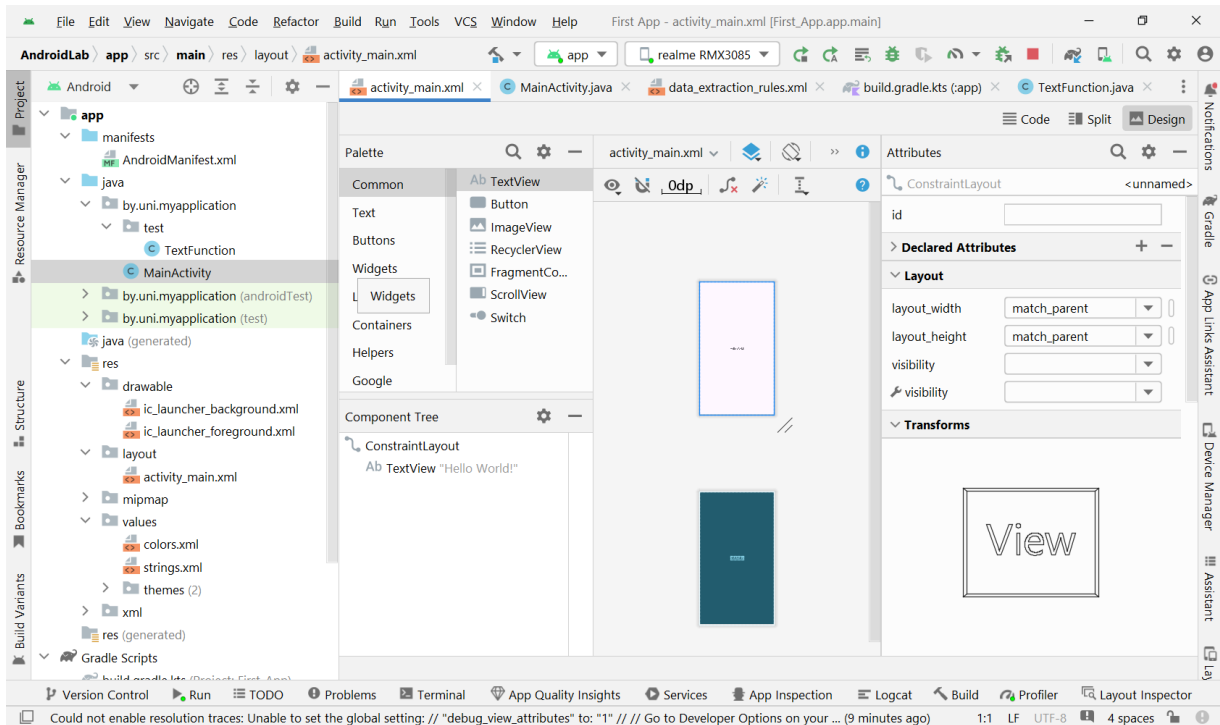 File Edit View Navigate Code Refactor Build Run Tools VCS Window Help First App - activity_main.xml [First_App.app.main]
AndroidLab app src main res layout activity_main.xml app realme RMX3085
Project Android activity_main.xml MainActivity.java data_extraction_rules.xml build.gradle.kts (:app) TextFunction.java Notifications
app
Code Split Design
manifests
AndroidManifest.xml
java
by.uni.myapplication
test
TextFunction
MainActivity
by.uni.myapplication (androidTest)
by.uni.myapplication (test)
java (generated)
res
drawable
ic_launcher_background.xml
ic_launcher_foreground.xml
layout
activity_main.xml
mipmap
values
colors.xml
strings.xml
themes (2)
xml
res (generated)
Gradle Scripts
Resource Manager
Structure
Bookmarks
Build Variants
Palette
Common
Text
Buttons
Widgets
Widgets
Containers
Helpers
Google
Ab TextView
Button
ImageView
RecyclerView
FragmentCo...
ScrollView
Switch
Component Tree
ConstraintLayout
Ab TextView "Hello World!"
activity_main.xml
0dp
Attributes
ConstraintLayout <unnamed>
id
Declared Attributes
Layout
layout_width match_parent
layout_height match_parent
visibility
visibility
Transforms
View
Gradle
App Links Assistant
Device Manager
Assistant
Version Control Run TODO Problems Terminal App Quality Insights Services App Inspection Logcat Build Profiler Layout Inspector
Could not enable resolution traces: Unable to set the global setting: // "debug_view_attributes" to: "1" // // Go to Developer Options on your ... (9 minutes ago) 1:1 LF UTF-8 4 spaces